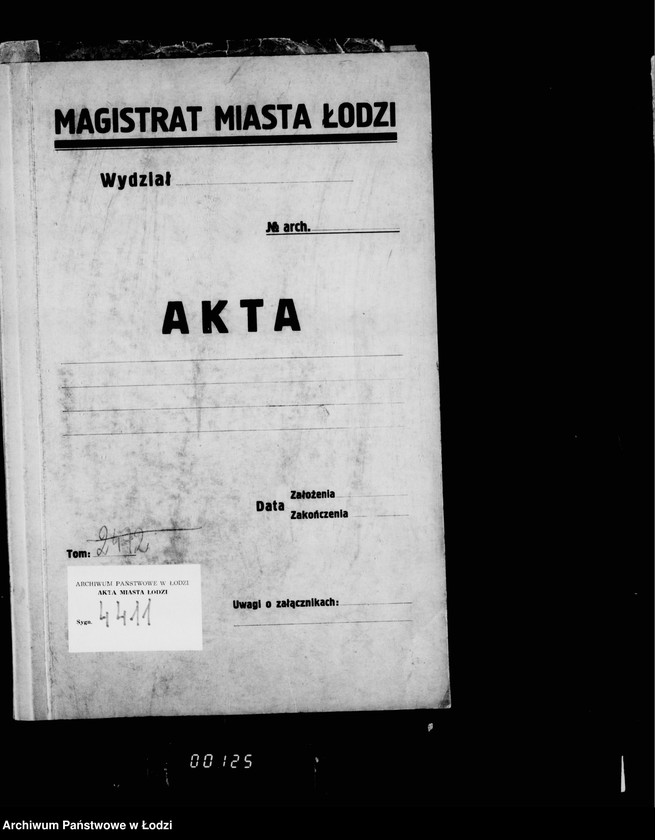 MAGISTRAT MIASTA ŁODZI
Wydział
№ arch.
AKTA
Data Założenia
Zakończenia
Tom: 2412
ARCHIWUM PAŃSTWOWE W ŁODZI
AKTA MIASTA ŁODZI
Sygn. 4411
Uwagi o załącznikach:
00125
Archiwum Państwowe w Łodzi